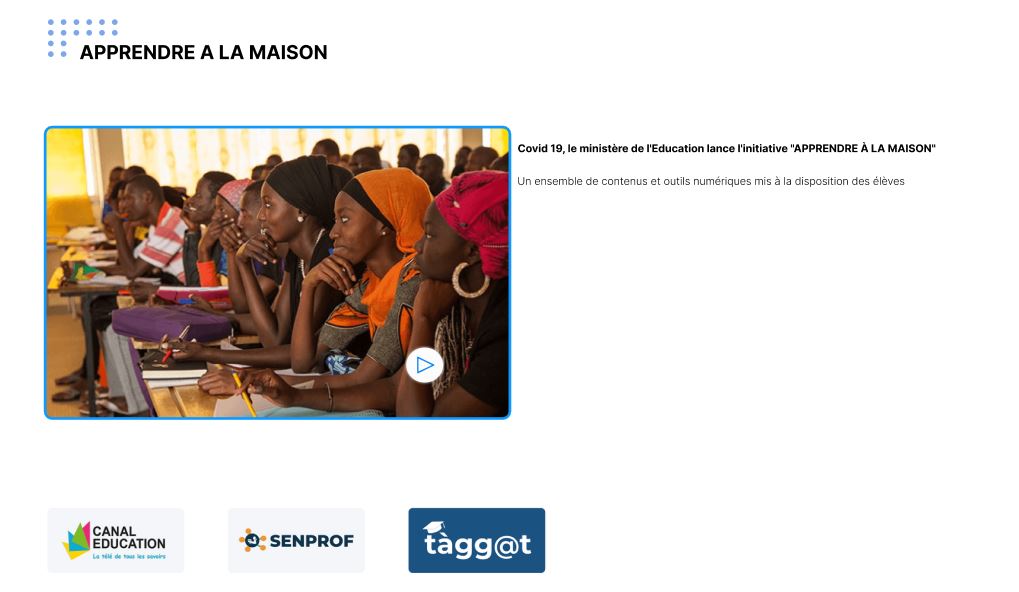 APPRENDRE A LA MAISON
Covid 19, le ministère de l'Education lance l'initiative "APPRENDRE À LA MAISON"
Un ensemble de contenus et outils numériques mis à la disposition des élèves
CANAL
EDUCATION
La télé de tous les savoirs
SENPROF
tàgg@t